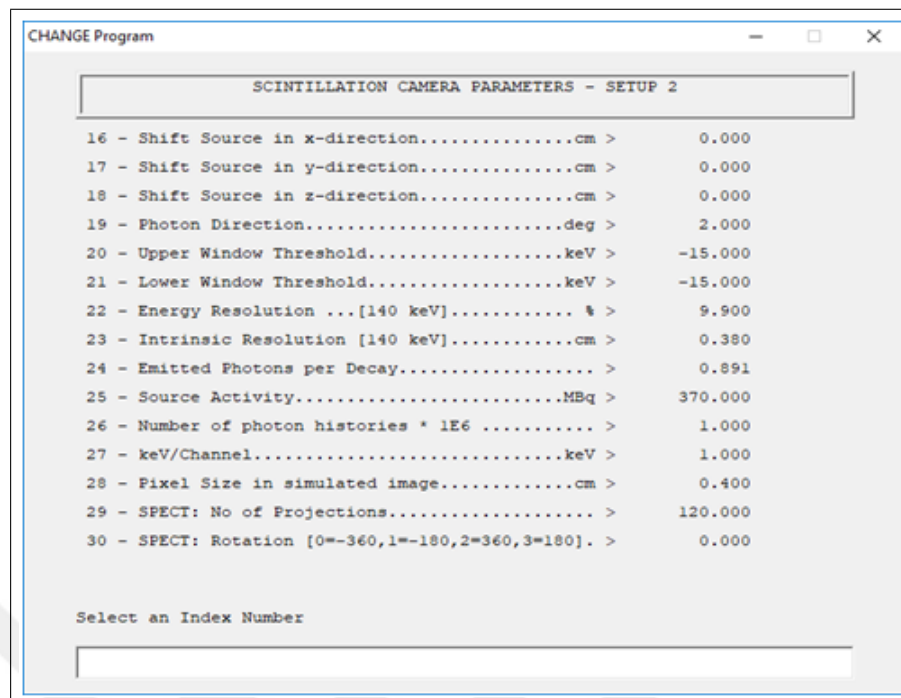 CHANGE Program
SCINTILLATION CAMERA PARAMETERS - SETUP 2
16 - Shift Source in x-direction...............cm > 0.000
17 - Shift Source in y-direction...............cm > 0.000
18 - Shift Source in z-direction...............cm > 0.000
19 - Photon Direction.........................deg > 2.000
20 - Upper Window Threshold...................keV > -15.000
21 - Lower Window Threshold...................keV > -15.000
22 - Energy Resolution ...[140 keV]............ % > 9.900
23 - Intrinsic Resolution [140 keV]............cm > 0.380
24 - Emitted Photons per Decay................... > 0.891
25 - Source Activity..........................MBq > 370.000
26 - Number of photon histories * 1E6 ........... > 1.000
27 - keV/Channel..............................keV > 1.000
28 - Pixel Size in simulated image.............cm > 0.400
29 - SPECT: No of Projections.................... > 120.000
30 - SPECT: Rotation [0=-360,1=-180,2=360,3=180]. > 0.000
Select an Index Number